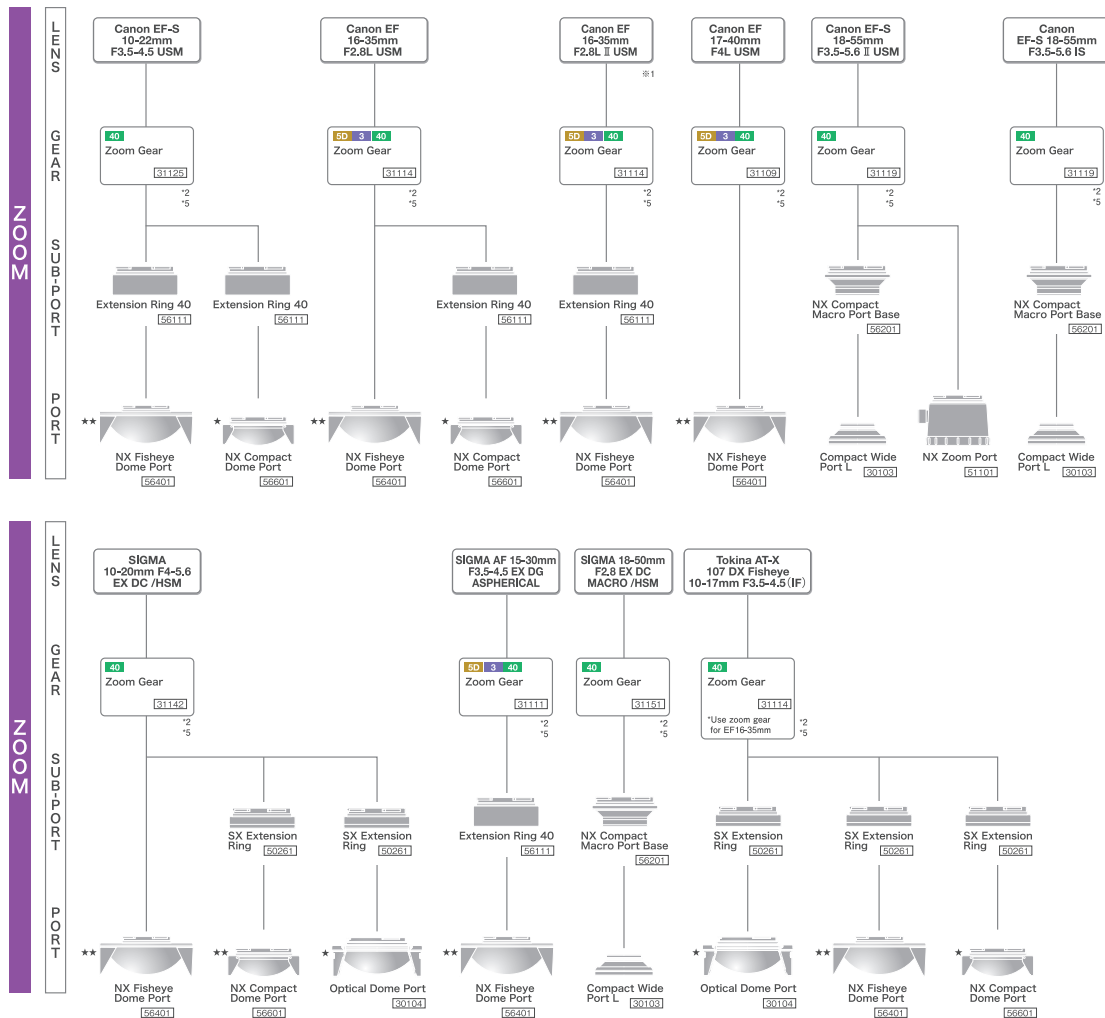 ZOOM
LENS
Canon EF-S
10-22mm
F3.5-4.5 USM
Canon EF
16-35mm
F2.8L USM
Canon EF
16-35mm
F2.8L Ⅱ USM
※1
Canon EF
17-40mm
F4L USM
Canon EF-S
18-55mm
F3.5-5.6 Ⅱ USM
Canon
EF-S 18-55mm
F3.5-5.6 IS
GEAR
40
Zoom Gear
31125
*2
*5
5D 3 40
Zoom Gear
31114
*2
*5
5D 3 40
Zoom Gear
31114
*2
*5
5D 3 40
Zoom Gear
31109
*2
*5
40
Zoom Gear
31119
*2
*5
40
Zoom Gear
31119
*2
*5
SUB-PORT
Extension Ring 40
56111
Extension Ring 40
56111
Extension Ring 40
56111
Extension Ring 40
56111
NX Compact
Macro Port Base
56201
NX Compact
Macro Port Base
56201
PORT
★★
NX Fisheye
Dome Port
56401
★
NX Compact
Dome Port
56601
★★
NX Fisheye
Dome Port
56401
★
NX Compact
Dome Port
56601
★★
NX Fisheye
Dome Port
56401
★★
NX Fisheye
Dome Port
56401
Compact Wide
Port L 30103
NX Zoom Port
51101
Compact Wide
Port L 30103
ZOOM
LENS
SIGMA
10-20mm F4-5.6
EX DC /HSM
SIGMA AF 15-30mm
F3.5-4.5 EX DG
ASPHERICAL
SIGMA 18-50mm
F2.8 EX DC
MACRO /HSM
Tokina AT-X
107 DX Fisheye
10-17mm F3.5-4.5(IF)
GEAR
40
Zoom Gear
31142
*2
*5
5D 3 40
Zoom Gear
31111
*2
*5
40
Zoom Gear
31151
*2
*5
40
Zoom Gear
31114
*Use zoom gear
for EF16-35mm
*2
*5
SUB-PORT
SX Extension
Ring 50261
SX Extension
Ring 50261
Extension Ring 40
56111
NX Compact
Macro Port Base
56201
SX Extension
Ring 50261
SX Extension
Ring 50261
SX Extension
Ring 50261
PORT
★★
NX Fisheye
Dome Port
56401
★★
NX Compact
Dome Port
56601
★
Optical Dome Port
30104
★★
NX Fisheye
Dome Port
56401
Compact Wide
Port L 30103
★
Optical Dome Port
30104
★★
NX Fisheye
Dome Port
56401
★
NX Compact
Dome Port
56601